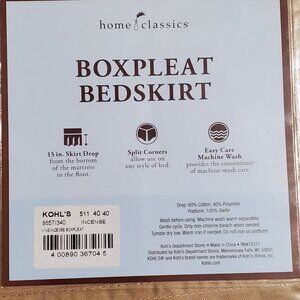 home classics
BOXPLEAT
BEDSKIRT
15 in. Skirt Drop
from the bottom
of the mattress
to the floor.
Split Corners
allow use on
any style of bed.
Easy Care
Machine Wash
provides the convenience
of machine-wash care.
KOHL'S 511 40 40
86571340 INCENSE
KING INCENSE BOXPLEAT
4 00890 36704 5
Drop: 60% Cotton, 40% Polyester
Platform: 100% Olefin
Wash before using. Machine wash warm separately.
Gentle cycle. Only non-chlorine bleach when needed.
Tumble dry low. Warm iron if needed. Do not iron on platform.
Kohl's Department Stores • Made in China • RN#73277
Distributed by Kohl's Department Stores, Menomonee Falls, WI 53051
KOHL'S® and Kohl's brand names are trademarks of Kohl's Illinois, Inc.
Kohls.com